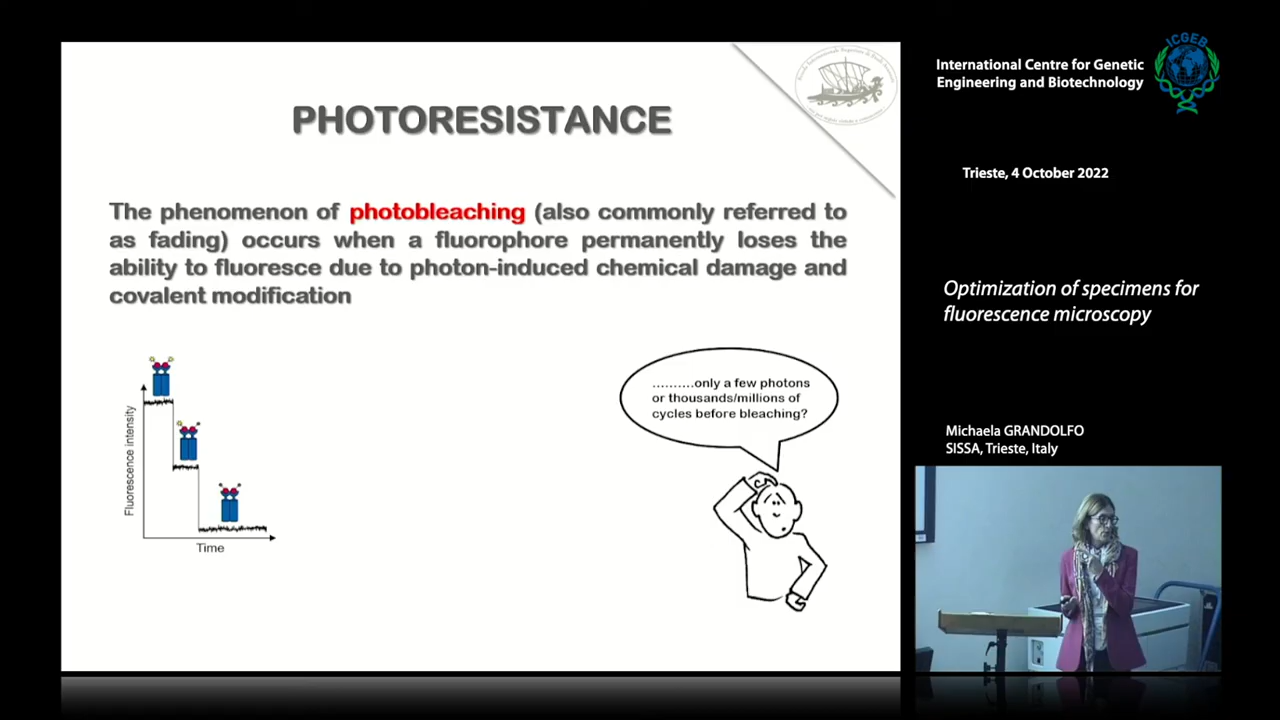 PHOTORESISTANCE
The phenomenon of photobleaching (also commonly referred to
as fading) occurs when a fluorophore permanently loses the
ability to fluoresce due to photon-induced chemical damage and
covalent modification
Fluorescence intensity
Time
..........only a few photons
or thousands/millions of
cycles before bleaching?
International Centre for Genetic
Engineering and Biotechnology
ICGEB
Trieste, 4 October 2022
Optimization of specimens for
fluorescence microscopy
Michaela GRANDOLFO
SISSA, Trieste, Italy